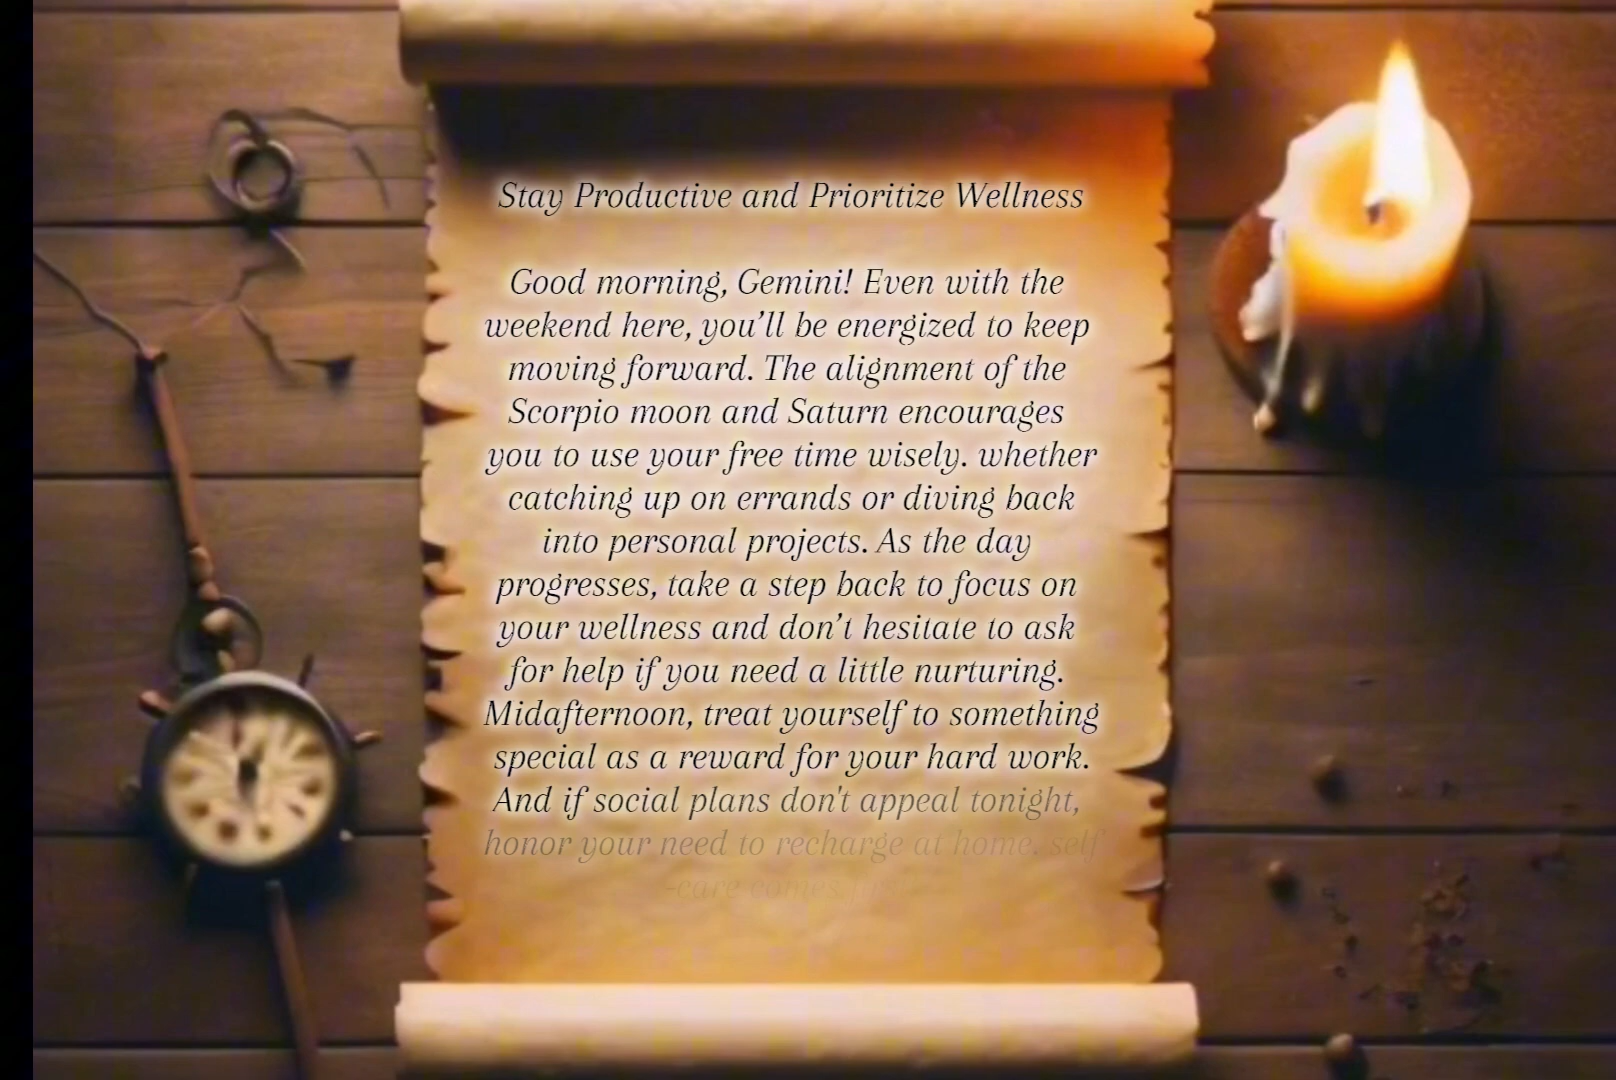 Stay Productive and Prioritize Wellness
Good morning, Gemini! Even with the
weekend here, you’ll be energized to keep
moving forward. The alignment of the
Scorpio moon and Saturn encourages
you to use your free time wisely. whether
catching up on errands or diving back
into personal projects. As the day
progresses, take a step back to focus on
your wellness and don’t hesitate to ask
for help if you need a little nurturing.
Midafternoon, treat yourself to something
special as a reward for your hard work.
And if social plans don't appeal tonight,
honor your need to recharge at home. self
-care comes